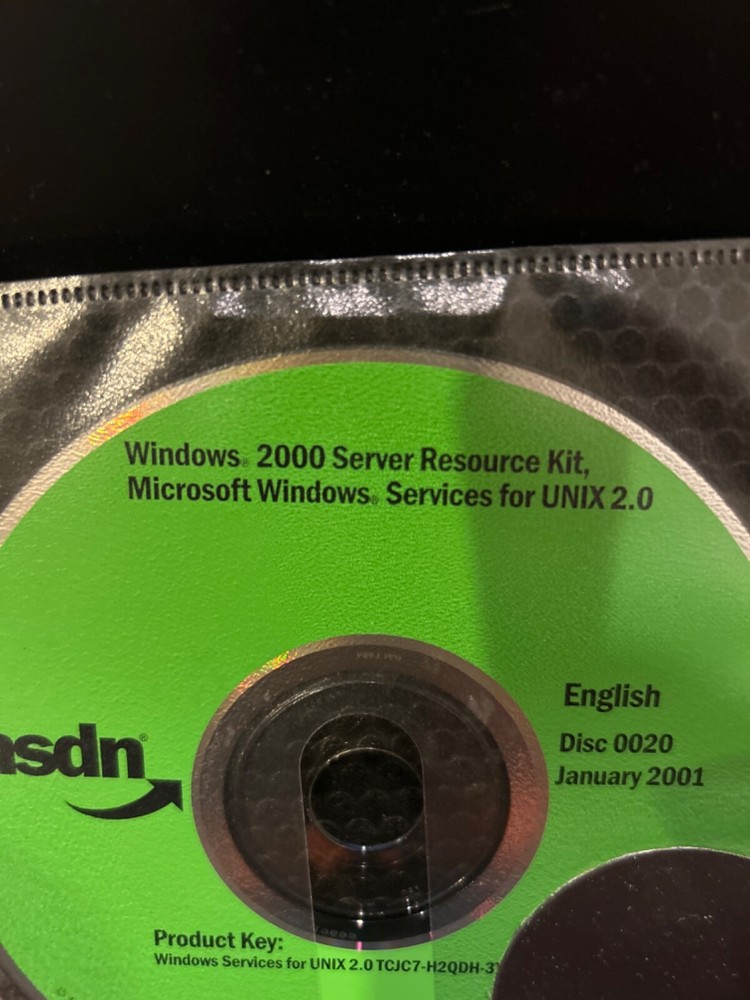 Windows® 2000 Server Resource Kit,
Microsoft Windows® Services for UNIX 2.0
English
msdn®
Disc 0020
January 2001
Product Key:
Windows Services for UNIX 2.0 TCJC7-H2QDH-3